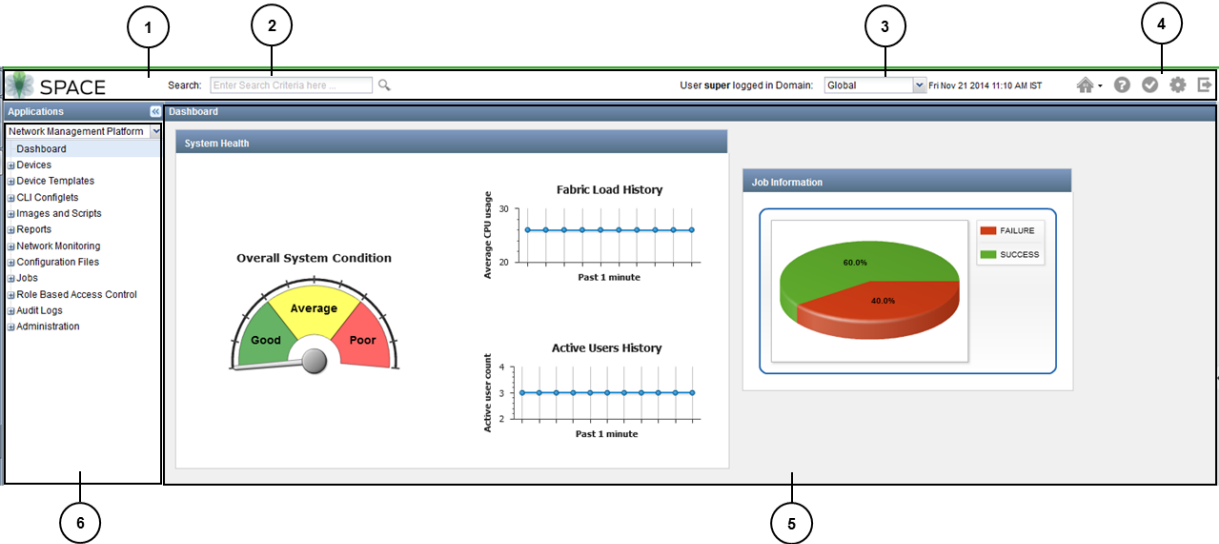 1
2
3
4
SPACE
Search: Enter Search Criteria here...
User super logged in Domain: Global Fri Nov 21 2014 11:10 AM IST
Applications
Network Management Platform
Dashboard
Devices
Device Templates
CLI Configlets
Images and Scripts
Reports
Network Monitoring
Configuration Files
Jobs
Role Based Access Control
Audit Logs
Administration
Dashboard
System Health
Overall System Condition
Good
Average
Poor
Fabric Load History
Average CPU usage
30
20
Past 1 minute
Active Users History
Active user count
4
3
2
Past 1 minute
Job Information
60.0%
40.0%
FAILURE
SUCCESS
6
5